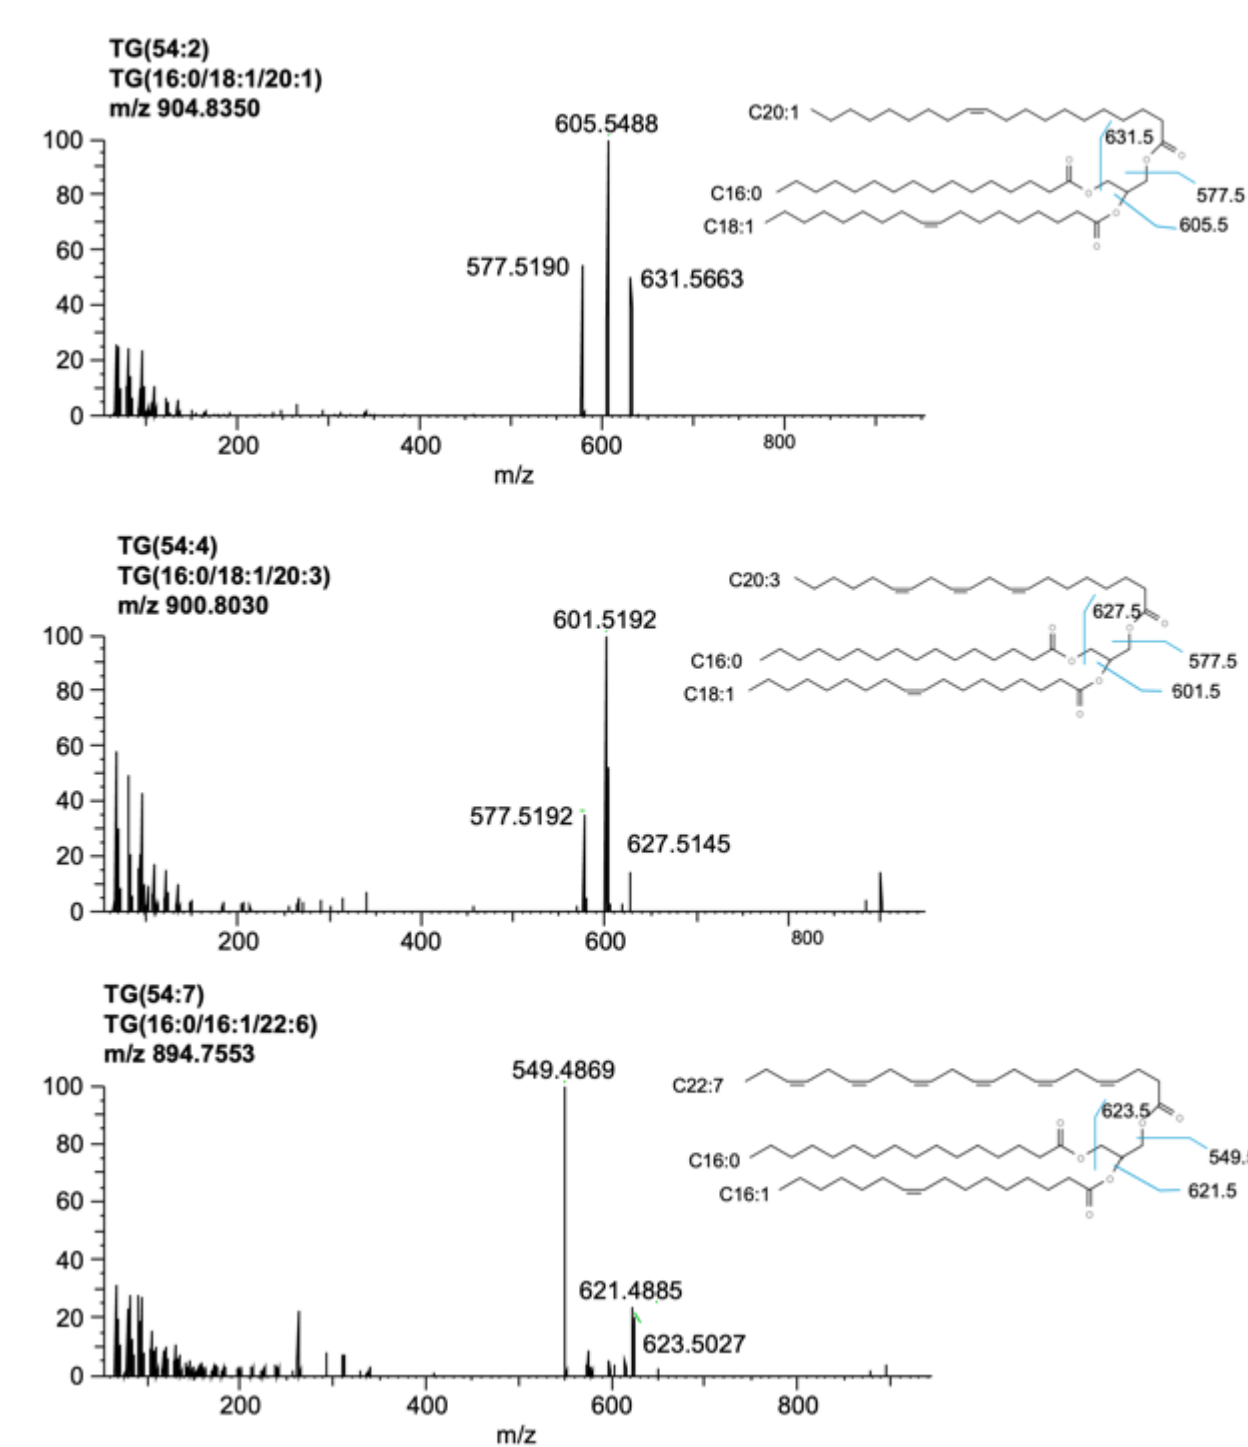 TG(54:2)
TG(16:0/18:1/20:1)
m/z 904.8350
605.5488
577.5190
631.5663
100
80
60
40
20
0
200
400
600
800
m/z
C20:1
C16:0
C18:1
631.5
577.5
605.5
O
O
O
O
O
O
TG(54:4)
TG(16:0/18:1/20:3)
m/z 900.8030
601.5192
577.5192
627.5145
100
80
60
40
20
0
200
400
600
800
C20:3
C16:0
C18:1
627.5
577.5
601.5
O
O
O
O
O
O
TG(54:7)
TG(16:0/16:1/22:6)
m/z 894.7553
549.4869
621.4885
623.5027
100
80
60
40
20
0
200
400
600
800
m/z
C22:7
C16:0
C16:1
623.5
549.5
621.5
O
O
O
O
O
O